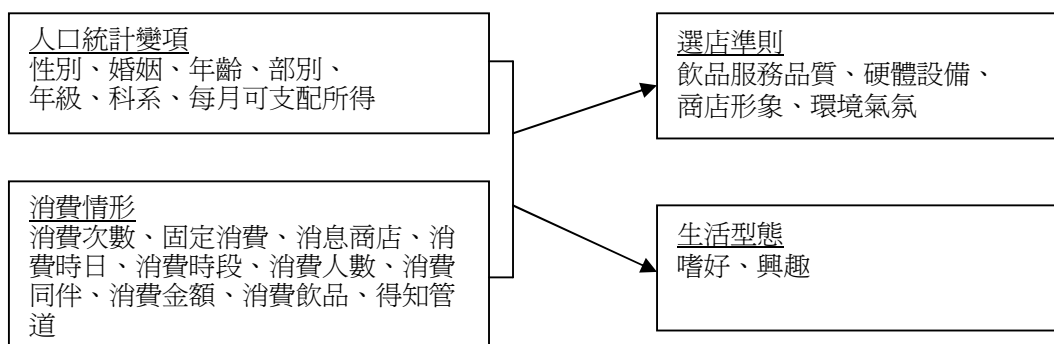 人口統計變項
性別、婚姻、年齡、部別、
年級、科系、每月可支配所得
消費情形
消費次數、固定消費、消息商店、消
費時日、消費時段、消費人數、消費
同伴、消費金額、消費飲品、得知管
道
選店準則
飲品服務品質、硬體設備、
商店形象、環境氣氛
生活型態
嗜好、興趣